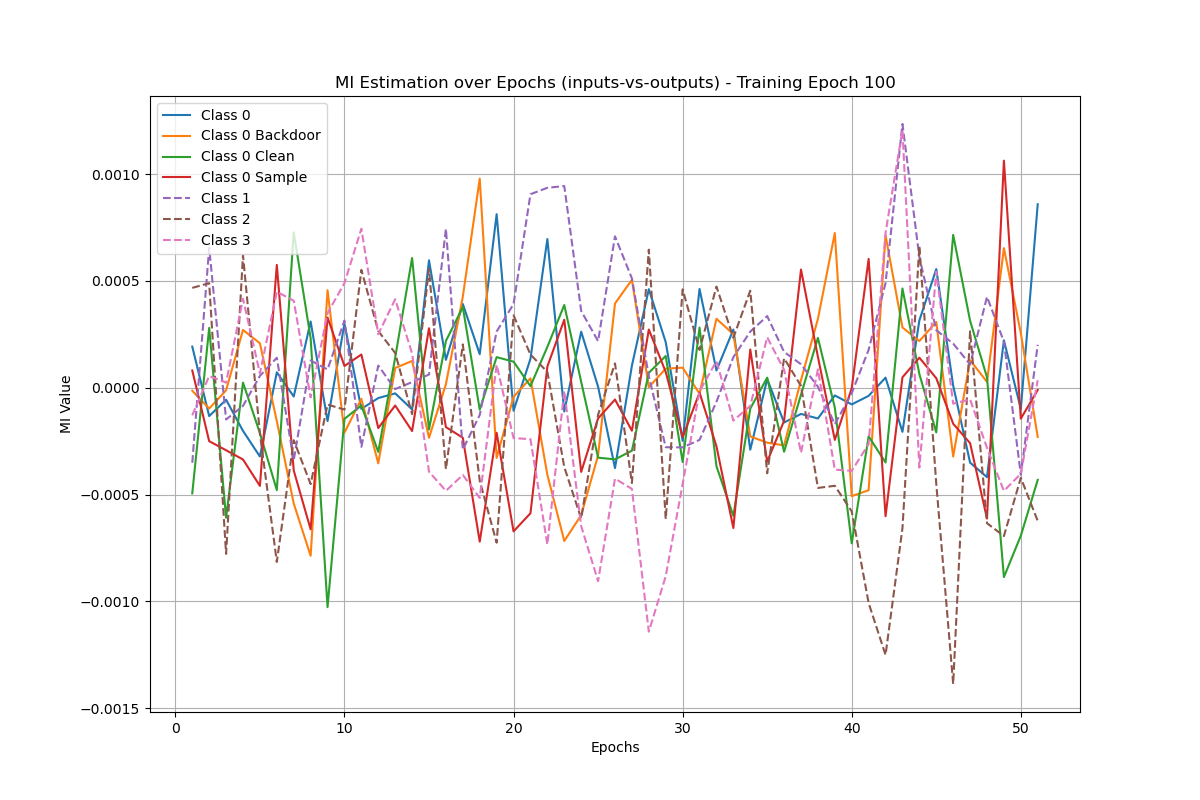 MI Estimation over Epochs (inputs-vs-outputs) - Training Epoch 100
Class 0
Class 0 Backdoor
Class 0 Clean
Class 0 Sample
Class 1
Class 2
Class 3
MI Value
0.0010
0.0005
0.0000
−0.0005
−0.0010
−0.0015
0 10 20 30 40 50
Epochs